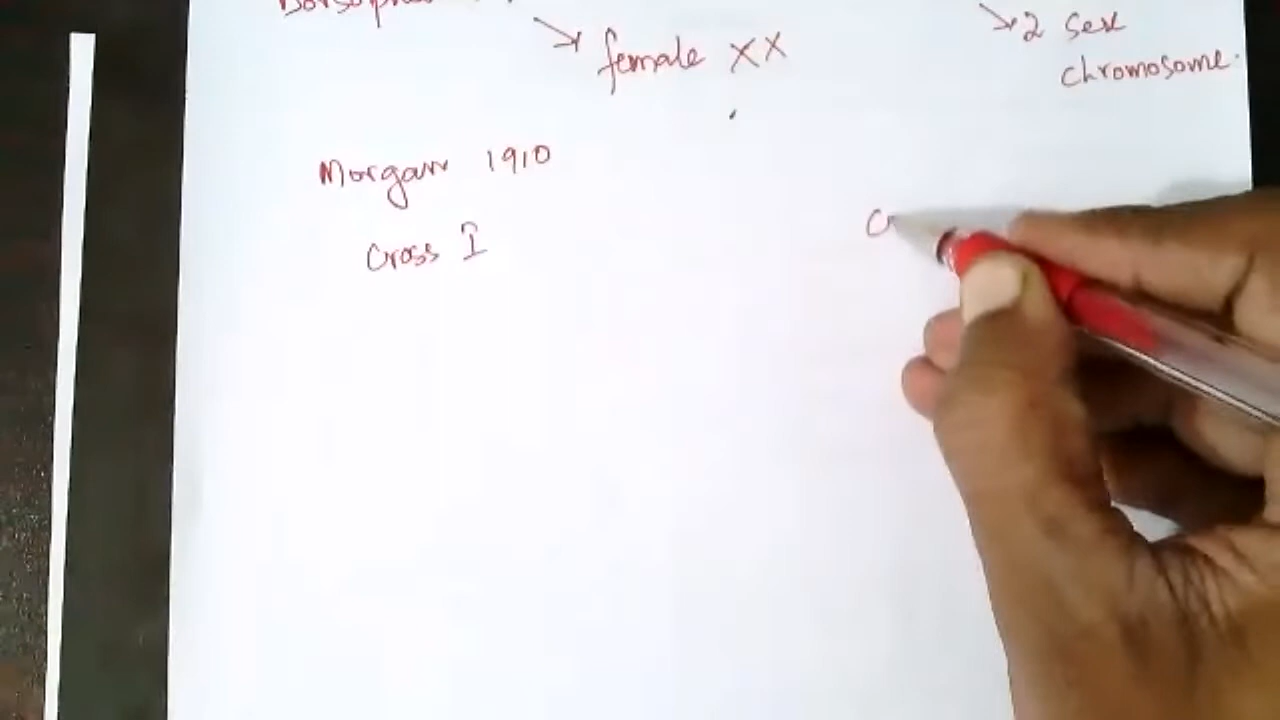 female XX
→ 2 sex
chromosome.
Morgan 1910
Cross I